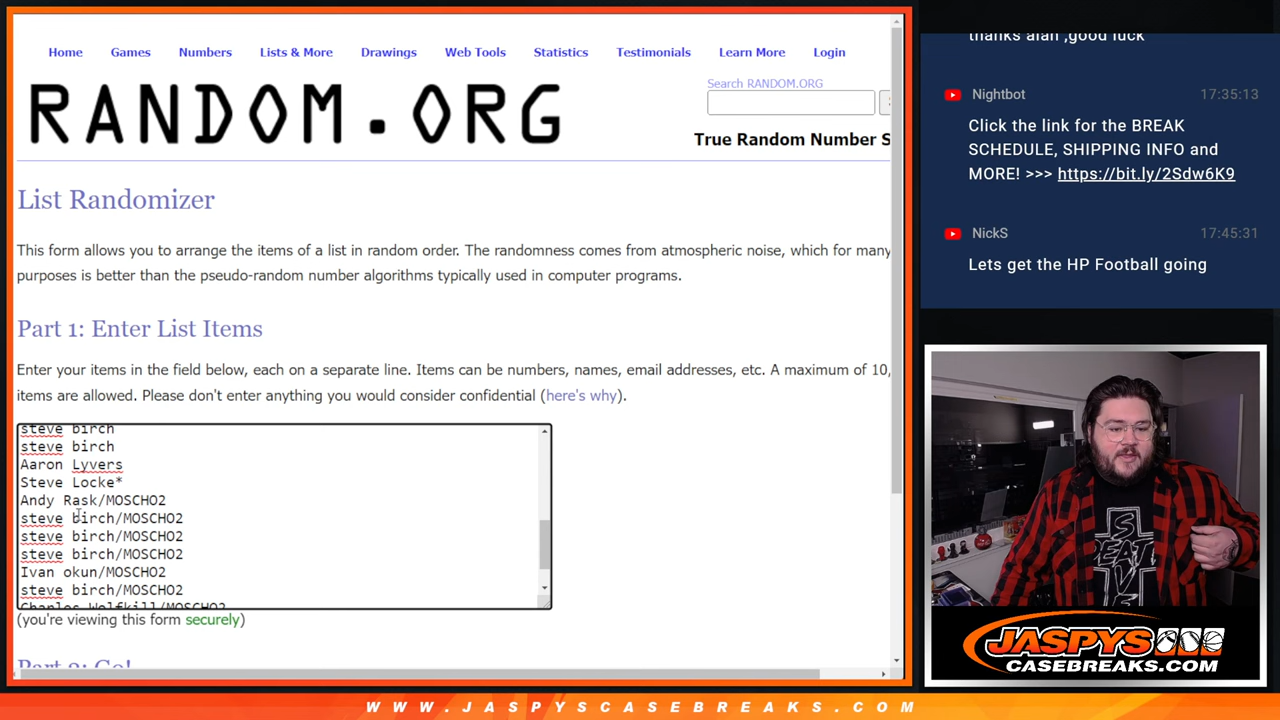 Home Games Numbers Lists & More Drawings Web Tools Statistics Testimonials Learn More Login
Search RANDOM.ORG
RANDOM.ORG
True Random Number S
List Randomizer
This form allows you to arrange the items of a list in random order. The randomness comes from atmospheric noise, which for many
purposes is better than the pseudo-random number algorithms typically used in computer programs.
Part 1: Enter List Items
Enter your items in the field below, each on a separate line. Items can be numbers, names, email addresses, etc. A maximum of 10,
items are allowed. Please don't enter anything you would consider confidential (here's why).
steve birch
steve birch
Aaron Lyvers
Steve Locke*
Andy Rask/MOSCHO2
steve birch/MOSCHO2
steve birch/MOSCHO2
steve birch/MOSCHO2
Ivan okun/MOSCHO2
steve birch/MOSCHO2
Charles Wolfkill/MOSCHO2
(you're viewing this form securely)
Part 2: Go!
thanks alan ,good luck
Nightbot 17:35:13
Click the link for the BREAK
SCHEDULE, SHIPPING INFO and
MORE! >>> https://bit.ly/2Sdw6K9
NickS 17:45:31
Lets get the HP Football going
JASPYS
CASEBREAKS.COM
WWW.JASPYSCASEBREAKS.COM